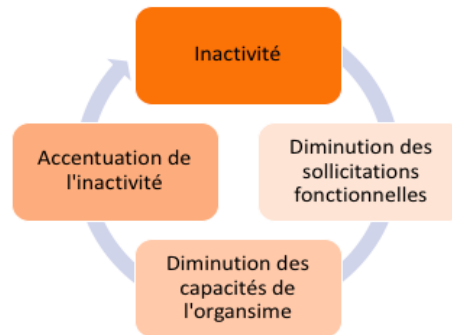 Inactivité
Diminution des
sollicitations
fonctionnelles
Diminution des
capacités de
l'organsime
Accentuation de
l'inactivité